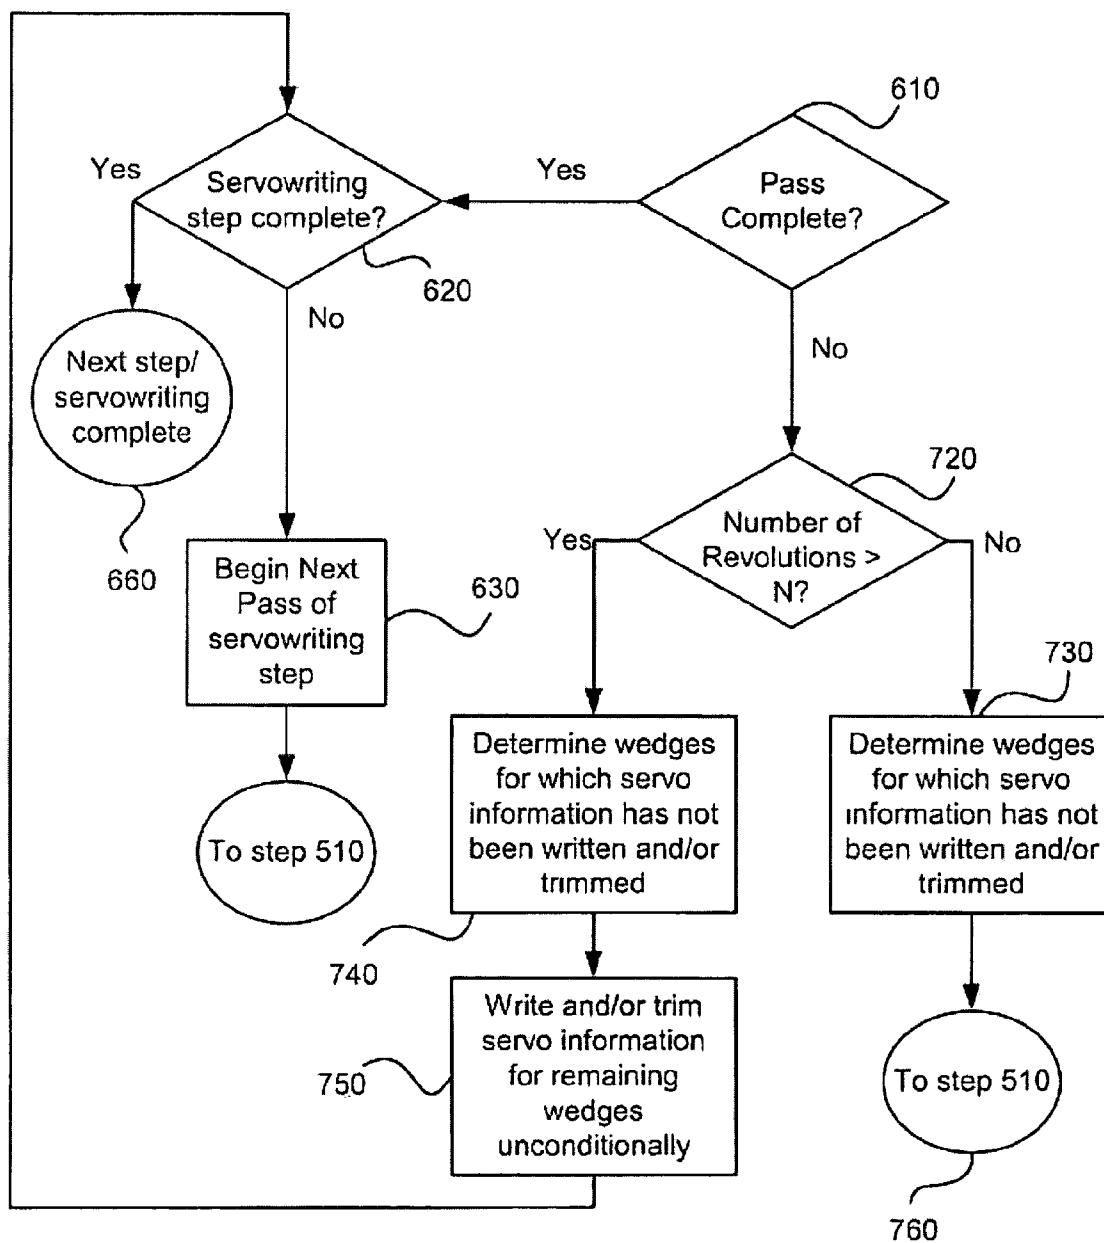 610
Yes
Servowriting
step complete?
Yes
Pass
Complete?
620
No
No
Next step/
servowriting
complete
720
Yes
Number of
Revolutions >
N?
No
660
Begin Next
Pass of
servowriting
step
630
730
Determine wedges
for which servo
information has not
been written and/or
trimmed
Determine wedges
for which servo
information has not
been written and/or
trimmed
To step 510
740
Write and/or trim
servo information
for remaining
wedges
unconditionally
750
To step 510
760